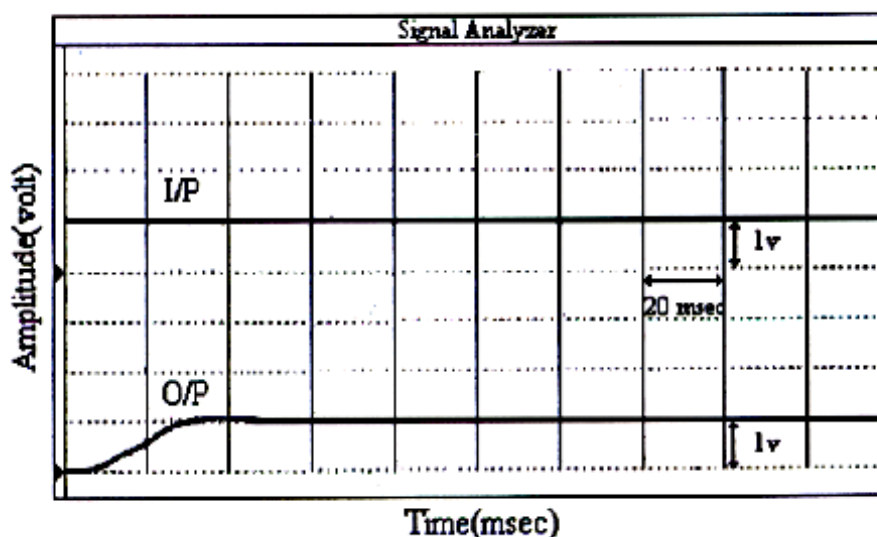 Signal Analyzer
Amplitude(volt)
I/P
1v
20 msec
O/P
1v
Time(msec)